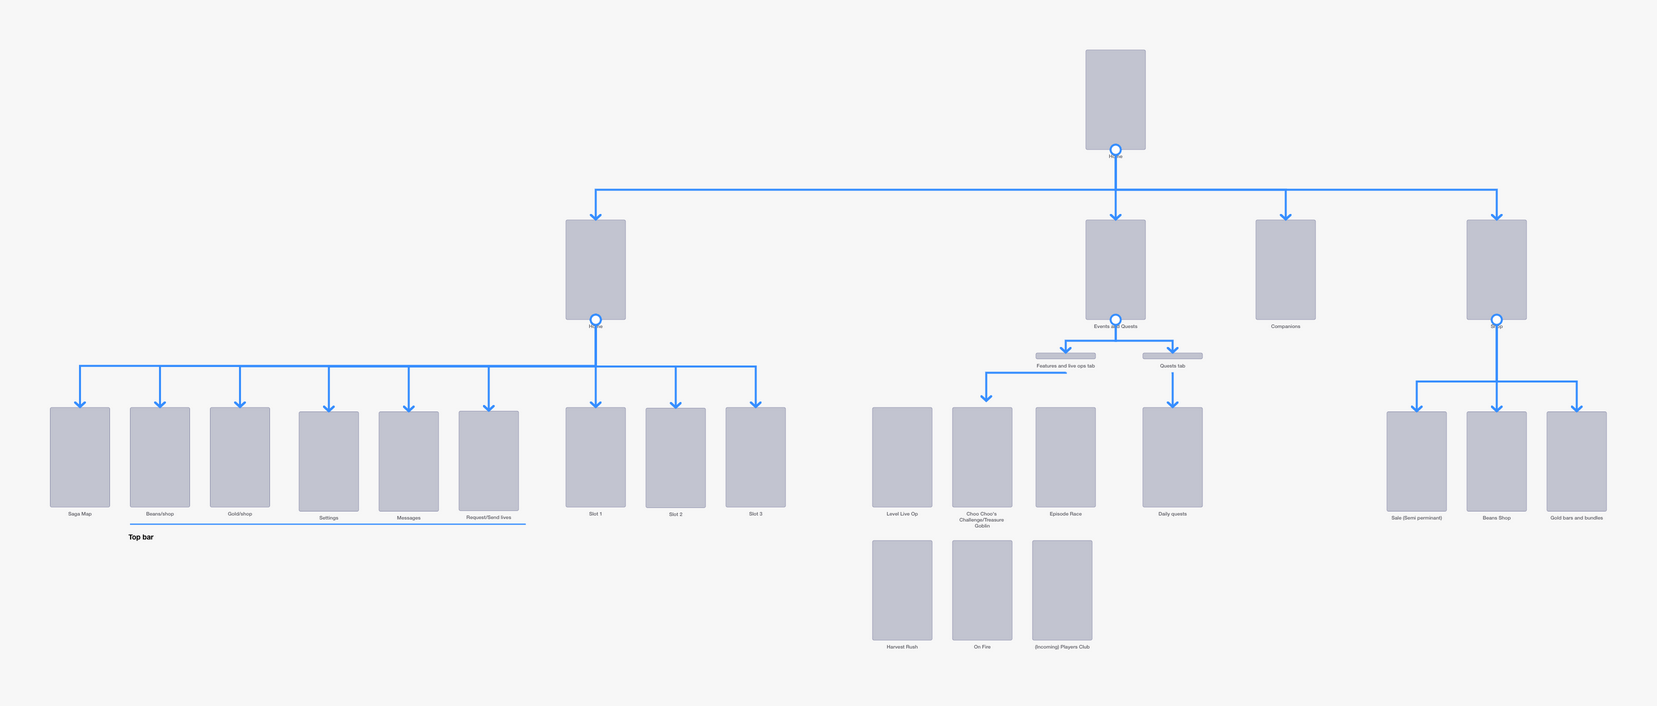 Home
Home
Events and Quests
Companions
Shop
Features and live ops tab
Quests tab
Saga Map
Beans/shop
Gold/shop
Settings
Messages
Request/Send lives
Slot 1
Slot 2
Slot 3
Level Live Op
Choo Choo's
Challenge/Treasure
Goblin
Episode Race
Daily quests
Sale (Semi perminant)
Beans Shop
Gold bars and bundles
Top bar
Harvest Rush
On Fire
(Incoming) Players Club